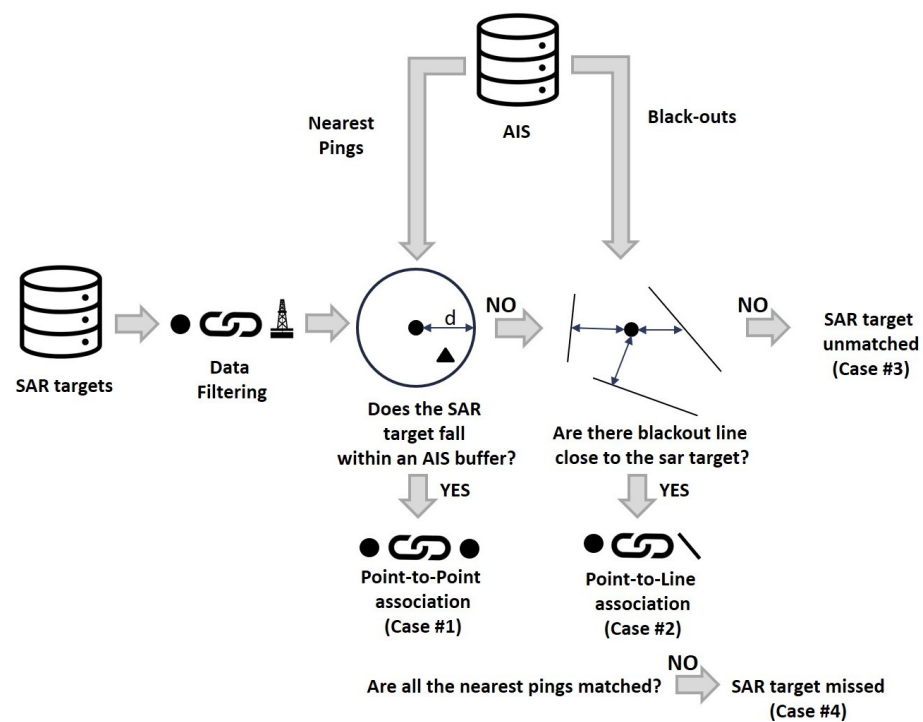 AIS
Nearest
Pings
Black-outs
SAR targets
Data
Filtering
d
NO
NO
SAR target
unmatched
(Case #3)
Does the SAR
target fall
within an AIS buffer?
Are there blackout line
close to the sar target?
YES
YES
Point-to-Point
association
(Case #1)
Point-to-Line
association
(Case #2)
Are all the nearest pings matched?
NO
SAR target missed
(Case #4)